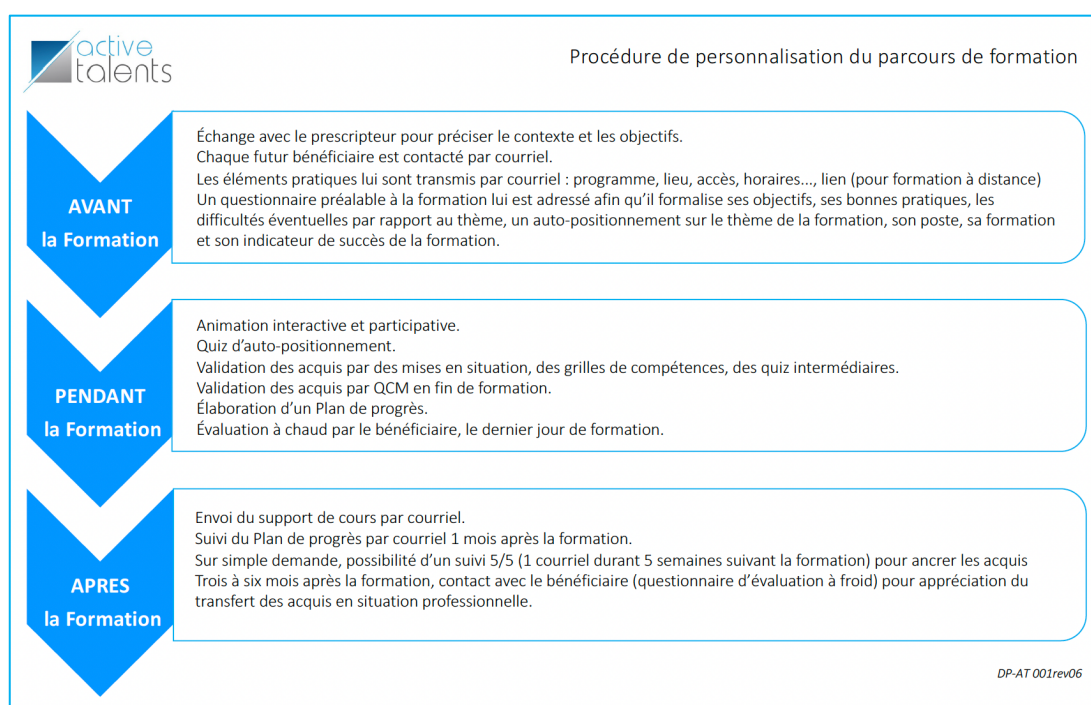 active
talents
Procédure de personnalisation du parcours de formation
AVANT
la Formation
Échange avec le prescripteur pour préciser le contexte et les objectifs.
Chaque futur bénéficiaire est contacté par courriel.
Les éléments pratiques lui sont transmis par courriel : programme, lieu, accès, horaires..., lien (pour formation à distance)
Un questionnaire préalable à la formation lui est adressé afin qu'il formalise ses objectifs, ses bonnes pratiques, les
difficultés éventuelles par rapport au thème, un auto-positionnement sur le thème de la formation, son poste, sa formation
et son indicateur de succès de la formation.
PENDANT
la Formation
Animation interactive et participative.
Quiz d'auto-positionnement.
Validation des acquis par des mises en situation, des grilles de compétences, des quiz intermédiaires.
Validation des acquis par QCM en fin de formation.
Élaboration d'un Plan de progrès.
Évaluation à chaud par le bénéficiaire, le dernier jour de formation.
APRES
la Formation
Envoi du support de cours par courriel.
Suivi du Plan de progrès par courriel 1 mois après la formation.
Sur simple demande, possibilité d'un suivi 5/5 (1 courriel durant 5 semaines suivant la formation) pour ancrer les acquis
Trois à six mois après la formation, contact avec le bénéficiaire (questionnaire d'évaluation à froid) pour appréciation du
transfert des acquis en situation professionnelle.
DP-AT 001rev06